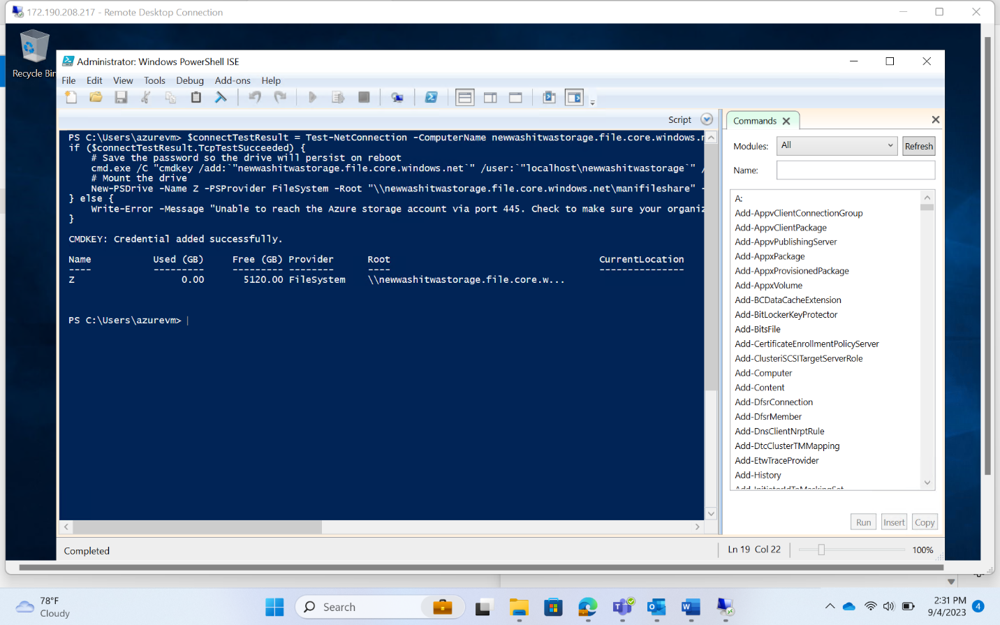 172.190.208.217 - Remote Desktop Connection
Recycle Bin
Administrator: Windows PowerShell ISE
File Edit View Tools Debug Add-ons Help
Script
PS C:\Users\azurevm> $connectTestResult = Test-NetConnection -ComputerName newwashitwastorage.file.core.windows.n
if ($connectTestResult.TcpTestSucceeded) {
# Save the password so the drive will persist on reboot
cmd.exe /C "cmdkey /add:`"newwashitwastorage.file.core.windows.net`" /user:`"localhost\newwashitwastorage`" /
# Mount the drive
New-PSDrive -Name Z -PSProvider FileSystem -Root "\\newwashitwastorage.file.core.windows.net\manifileshare" -
} else {
Write-Error -Message "Unable to reach the Azure storage account via port 445. Check to make sure your organiz
}
CMDKEY: Credential added successfully.
Name Used (GB) Free (GB) Provider Root CurrentLocation
---- --------- --------- -------- ---- ---------------
Z 0.00 5120.00 FileSystem \\newwashitwastorage.file.core.w...
PS C:\Users\azurevm>
Commands
Modules: All Refresh
Name:
A:
Add-AppvClientConnectionGroup
Add-AppvClientPackage
Add-AppvPublishingServer
Add-AppxPackage
Add-AppxProvisionedPackage
Add-AppxVolume
Add-BCDataCacheExtension
Add-BitLockerKeyProtector
Add-BitsFile
Add-CertificateEnrollmentPolicyServer
Add-ClusteriSCSITargetServerRole
Add-Computer
Add-Content
Add-DfsrConnection
Add-DfsrMember
Add-DnsClientNrptRule
Add-DtcClusterTMMapping
Add-EtwTraceProvider
Add-History
Add-InitiatorIdToMaskingSet
Run Insert Copy
Completed
Ln 19 Col 22
100%
78°F
Cloudy
Search
2:31 PM
9/4/2023
4